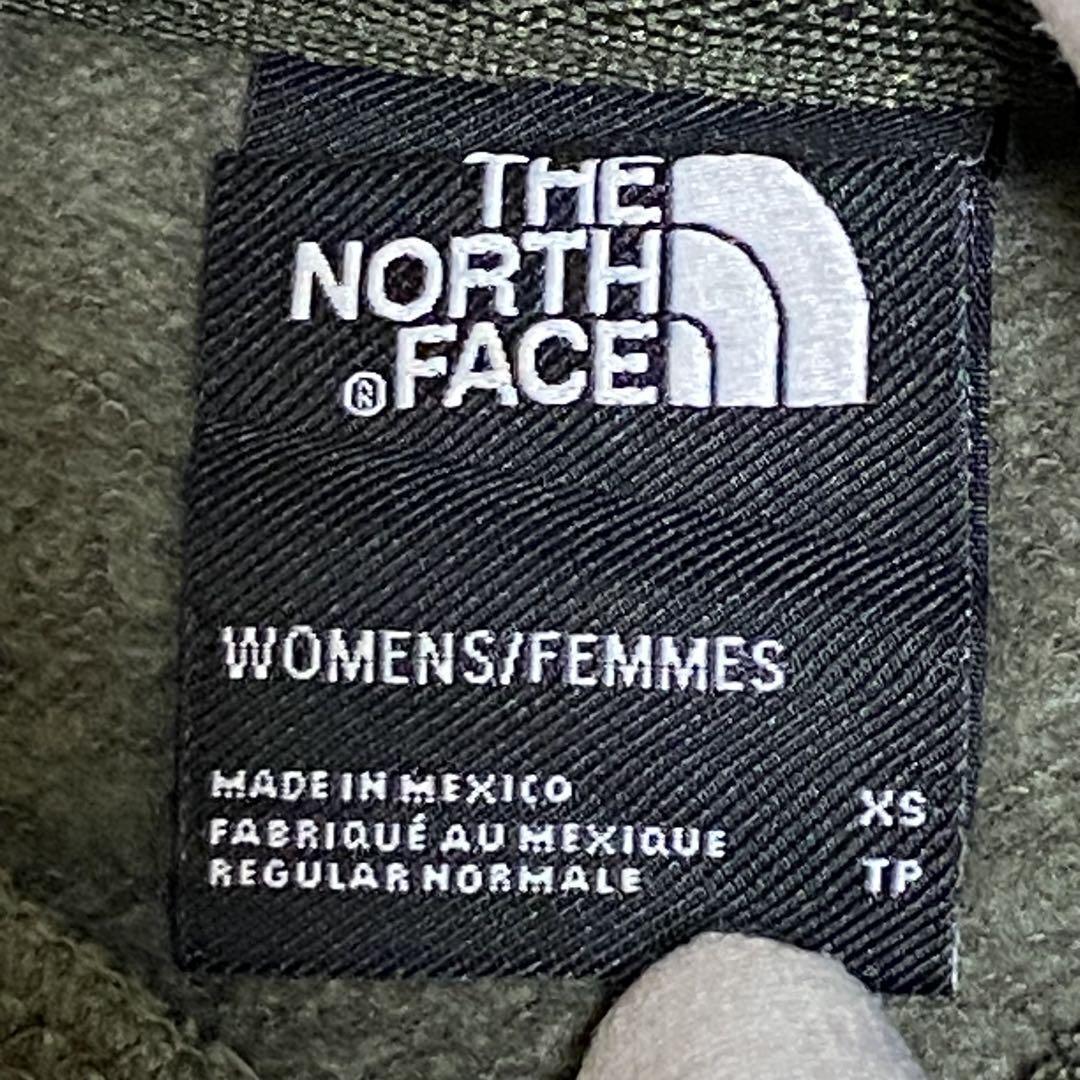 THE
NORTH
®FACE
WOMENS/FEMMES
MADE IN MEXICO
FABRIQUÉ AU MEXIQUE
REGULAR NORMALE
XS
TP